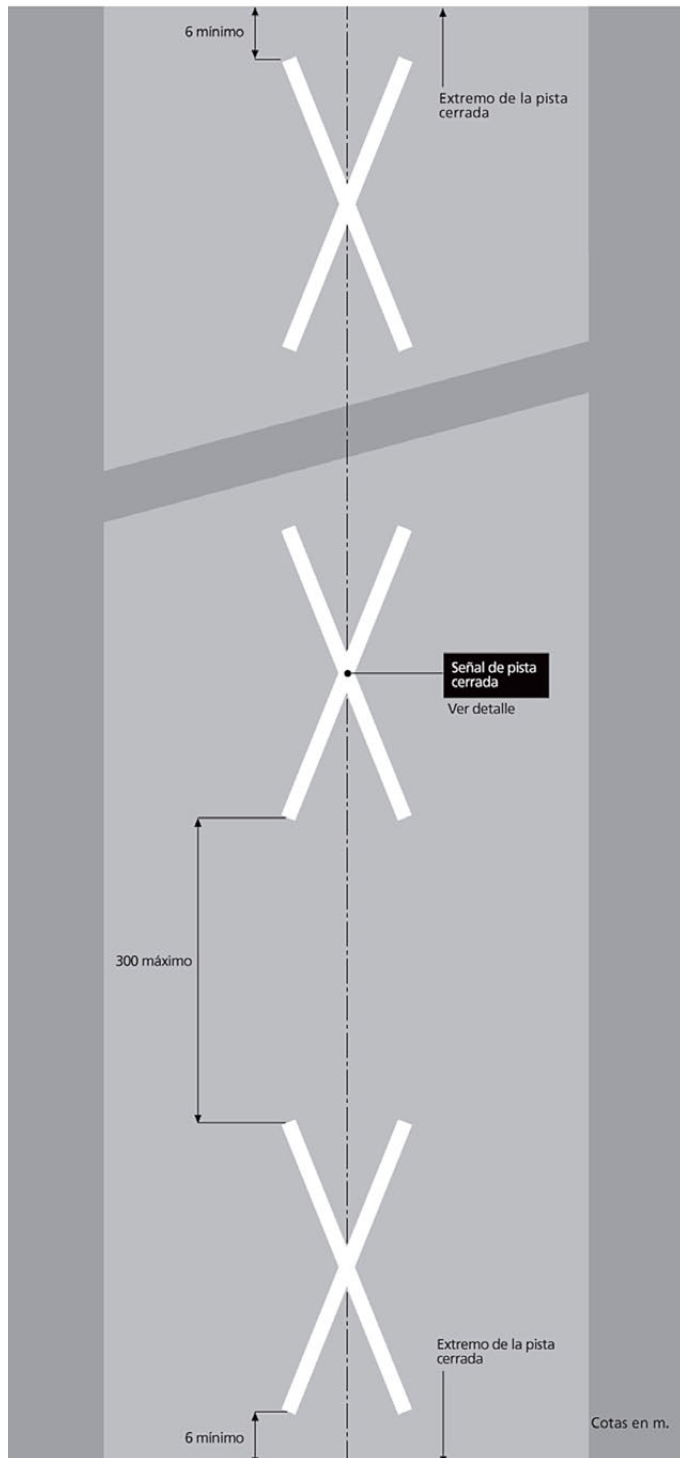 6 mínimo
Extremo de la pista
cerrada
Señal de pista
cerrada
Ver detalle
300 máximo
Extremo de la pista
cerrada
Cotas en m.
6 mínimo